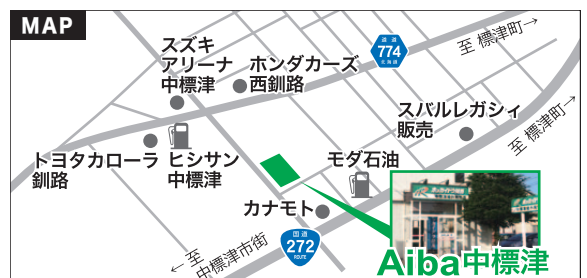 MAP
スズキ
アリーナ
中標津
ホンダカーズ
西釧路
道道
774
北海道
至 標津町→
スバルレガシィ
販売
至 標津町→
トヨタカローラ
釧路
ヒシサン
中標津
モダ石油
カナモト
国道
272
ROUTE
← 至
中標津市街
Aiba中標津